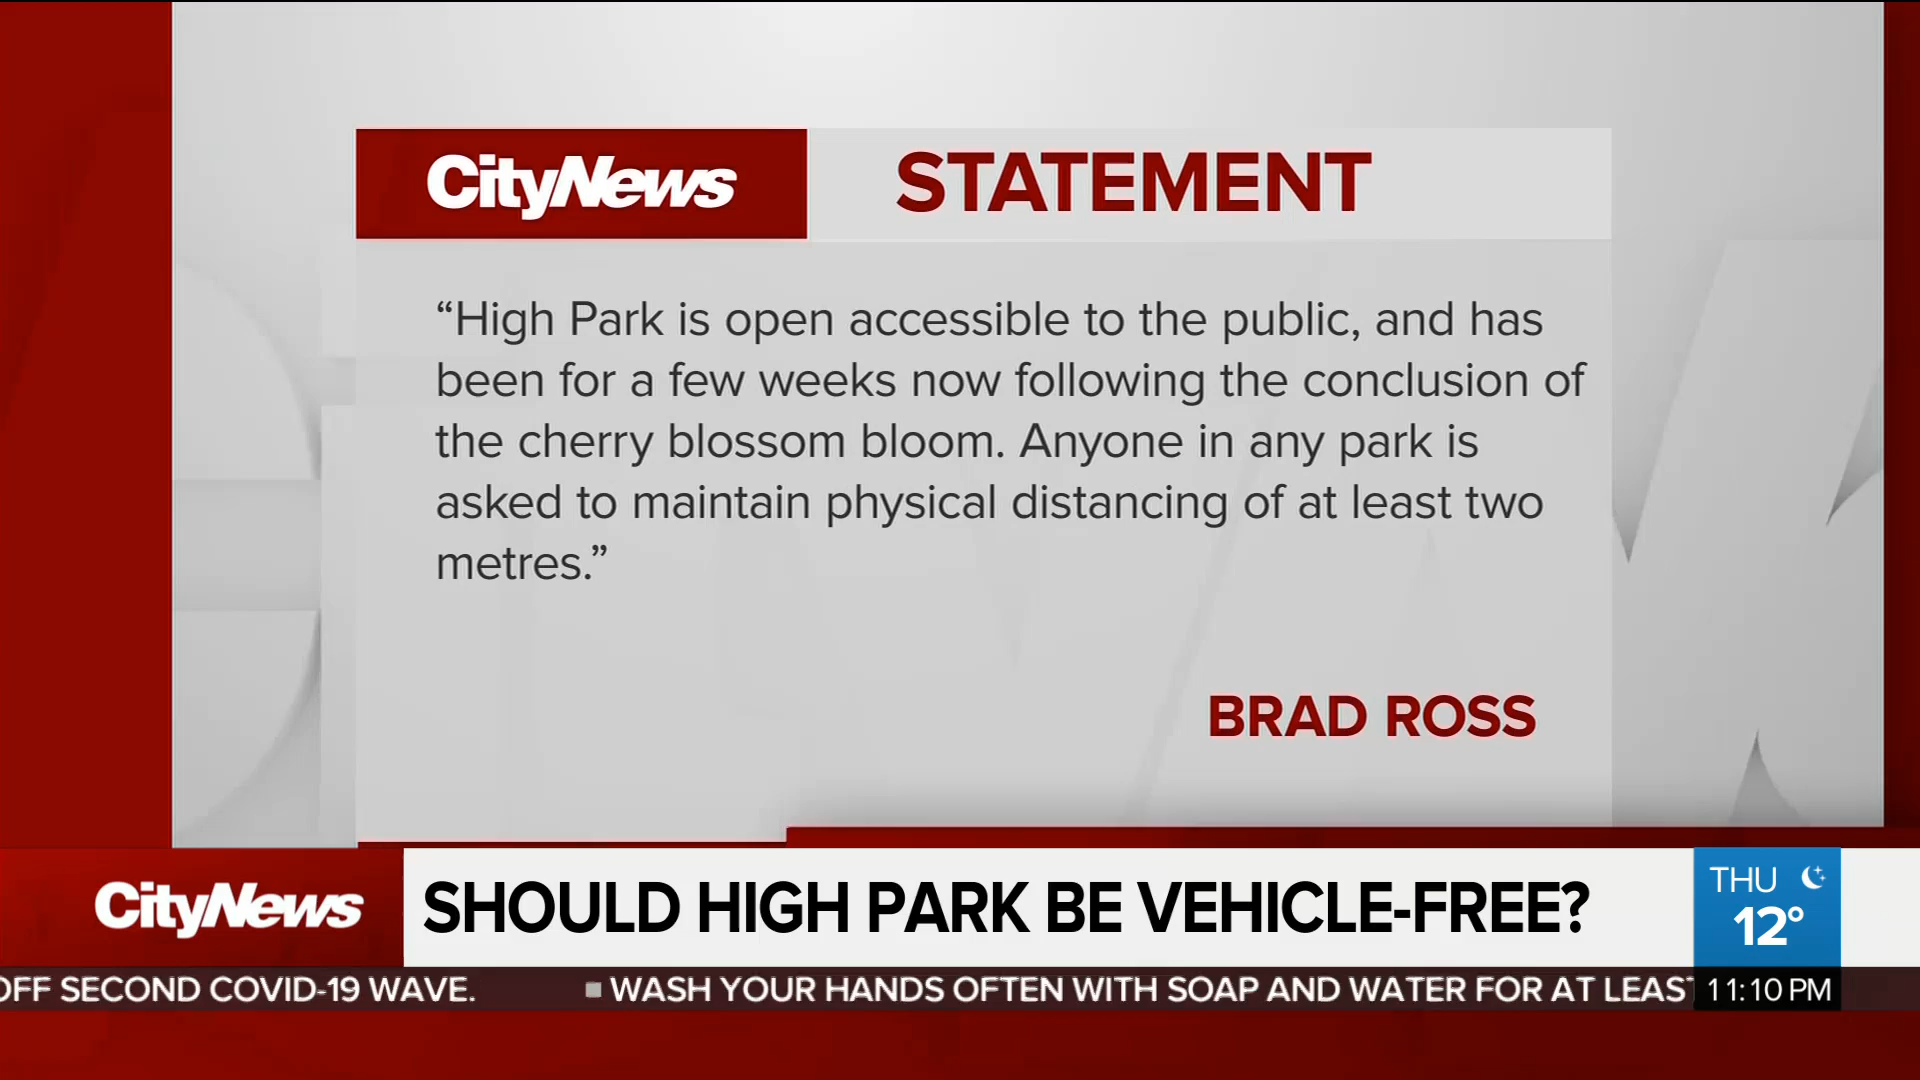 CityNews STATEMENT
“High Park is open accessible to the public, and has
been for a few weeks now following the conclusion of
the cherry blossom bloom. Anyone in any park is
asked to maintain physical distancing of at least two
metres.”
BRAD ROSS
CityNews SHOULD HIGH PARK BE VEHICLE-FREE?
THU
12°
OFF SECOND COVID-19 WAVE. WASH YOUR HANDS OFTEN WITH SOAP AND WATER FOR AT LEAST
11:10 PM